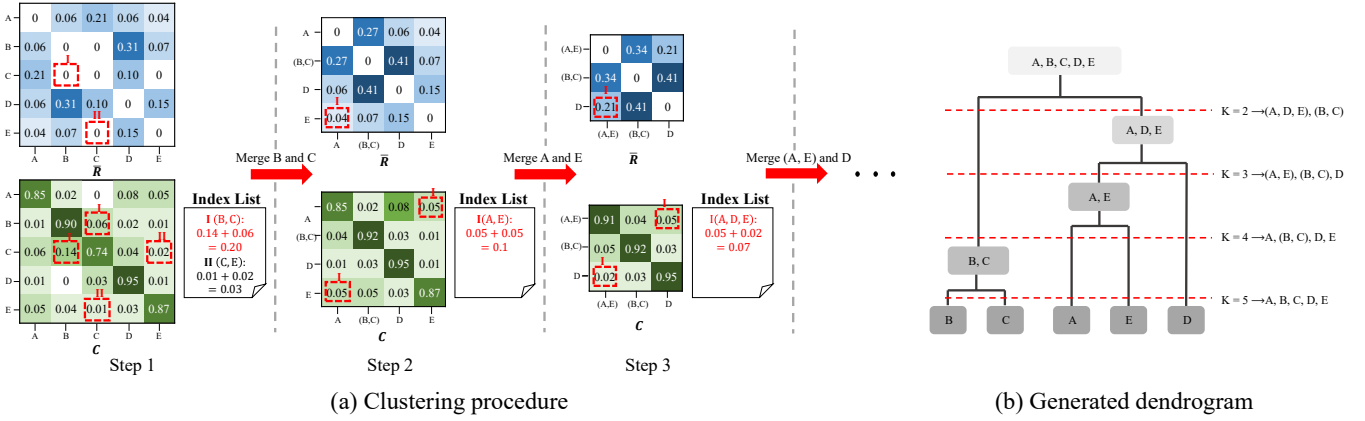 A 0 0.06 0.21 0.06 0.04
B 0.06 0 0 0.31 0.07
I
C 0.21 0 0 0.10 0
D 0.06 0.31 0.10 0 0.15
II
E 0.04 0.07 0 0.15 0
A B C D E
R̅
A 0.85 0.02 0 0.08 0.05
I
B 0.01 0.90 0.06 0.02 0.01
I II
C 0.06 0.14 0.74 0.04 0.02
D 0.01 0 0.03 0.95 0.01
II
E 0.05 0.04 0.01 0.03 0.87
A B C D E
C
Step 1
Index List
I (B, C):
0.14 + 0.06
= 0.20
II (C, E):
0.01 + 0.02
= 0.03
Merge B and C
A 0 0.27 0.06 0.04
(B,C) 0.27 0 0.41 0.07
D 0.06 0.41 0 0.15
I
E 0.04 0.07 0.15 0
A (B,C) D E
R̅
I
A 0.85 0.02 0.08 0.05
(B,C) 0.04 0.92 0.03 0.01
D 0.01 0.03 0.95 0.01
I
E 0.05 0.05 0.03 0.87
A (B,C) D E
C
Step 2
Index List
I(A, E):
0.05 + 0.05
= 0.1
Merge A and E
(A,E) 0 0.34 0.21
(B,C) 0.34 0 0.41
I
D 0.21 0.41 0
(A,E) (B,C) D
R̅
I
(A,E) 0.91 0.04 0.05
(B,C) 0.05 0.92 0.03
I
D 0.02 0.03 0.95
(A,E) (B,C) D
C
Step 3
Index List
I(A, D, E):
0.05 + 0.02
= 0.07
Merge (A, E) and D
• • •
(a) Clustering procedure
A, B, C, D, E
K = 2 →(A, D, E), (B, C)
A, D, E
K = 3 →(A, E), (B, C), D
A, E
K = 4 →A, (B, C), D, E
B, C
K = 5 →A, B, C, D, E
B C A E D
(b) Generated dendrogram